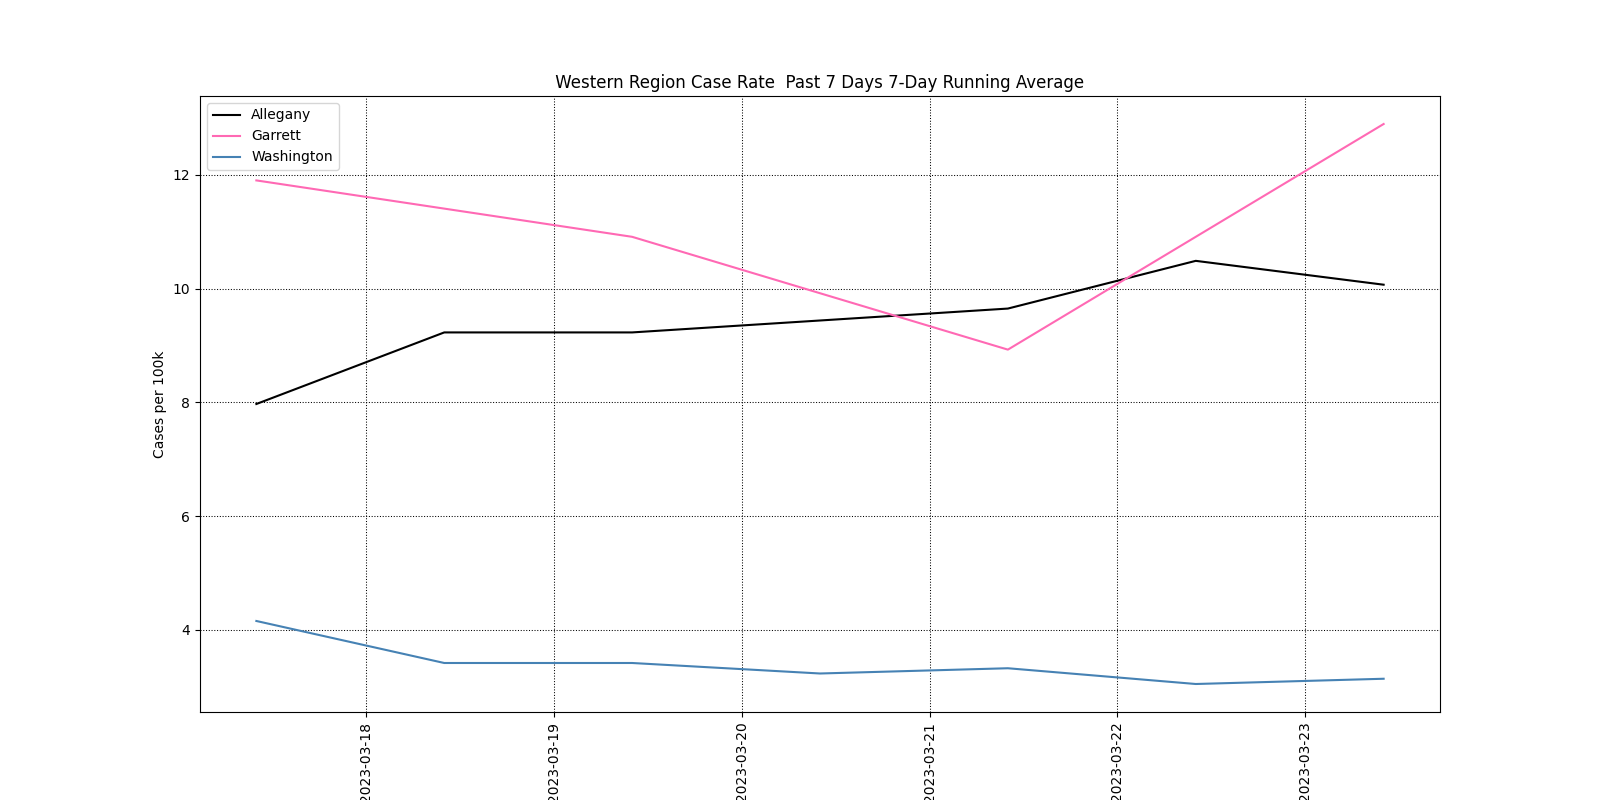 Western Region Case Rate  Past 7 Days 7-Day Running Average
Allegany
Garrett
Washington
12
10
8
6
4
Cases per 100k
2023-03-18
2023-03-19
2023-03-20
2023-03-21
2023-03-22
2023-03-23